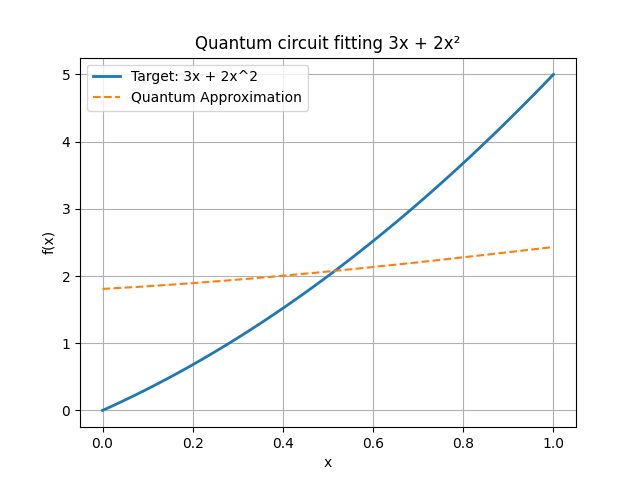 Quantum circuit fitting 3x + 2x²
Target: 3x + 2x^2
Quantum Approximation
5
4
3
2
1
0
f(x)
0.0 0.2 0.4 0.6 0.8 1.0
x